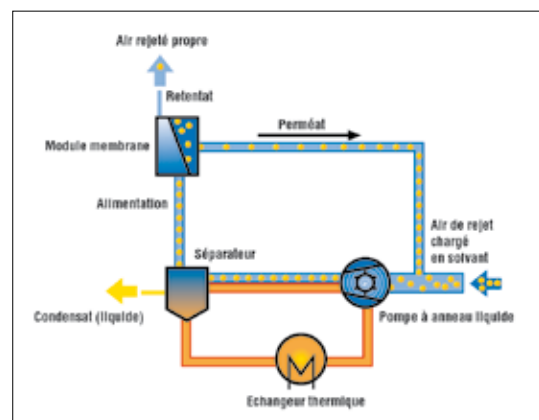 Air rejeté propre
Retentat
Module membrane
Perméat
Alimentation
Air de rejet
chargé
en solvant
Séparateur
Condensat (liquide)
Pompe à anneau liquide
Echangeur thermique